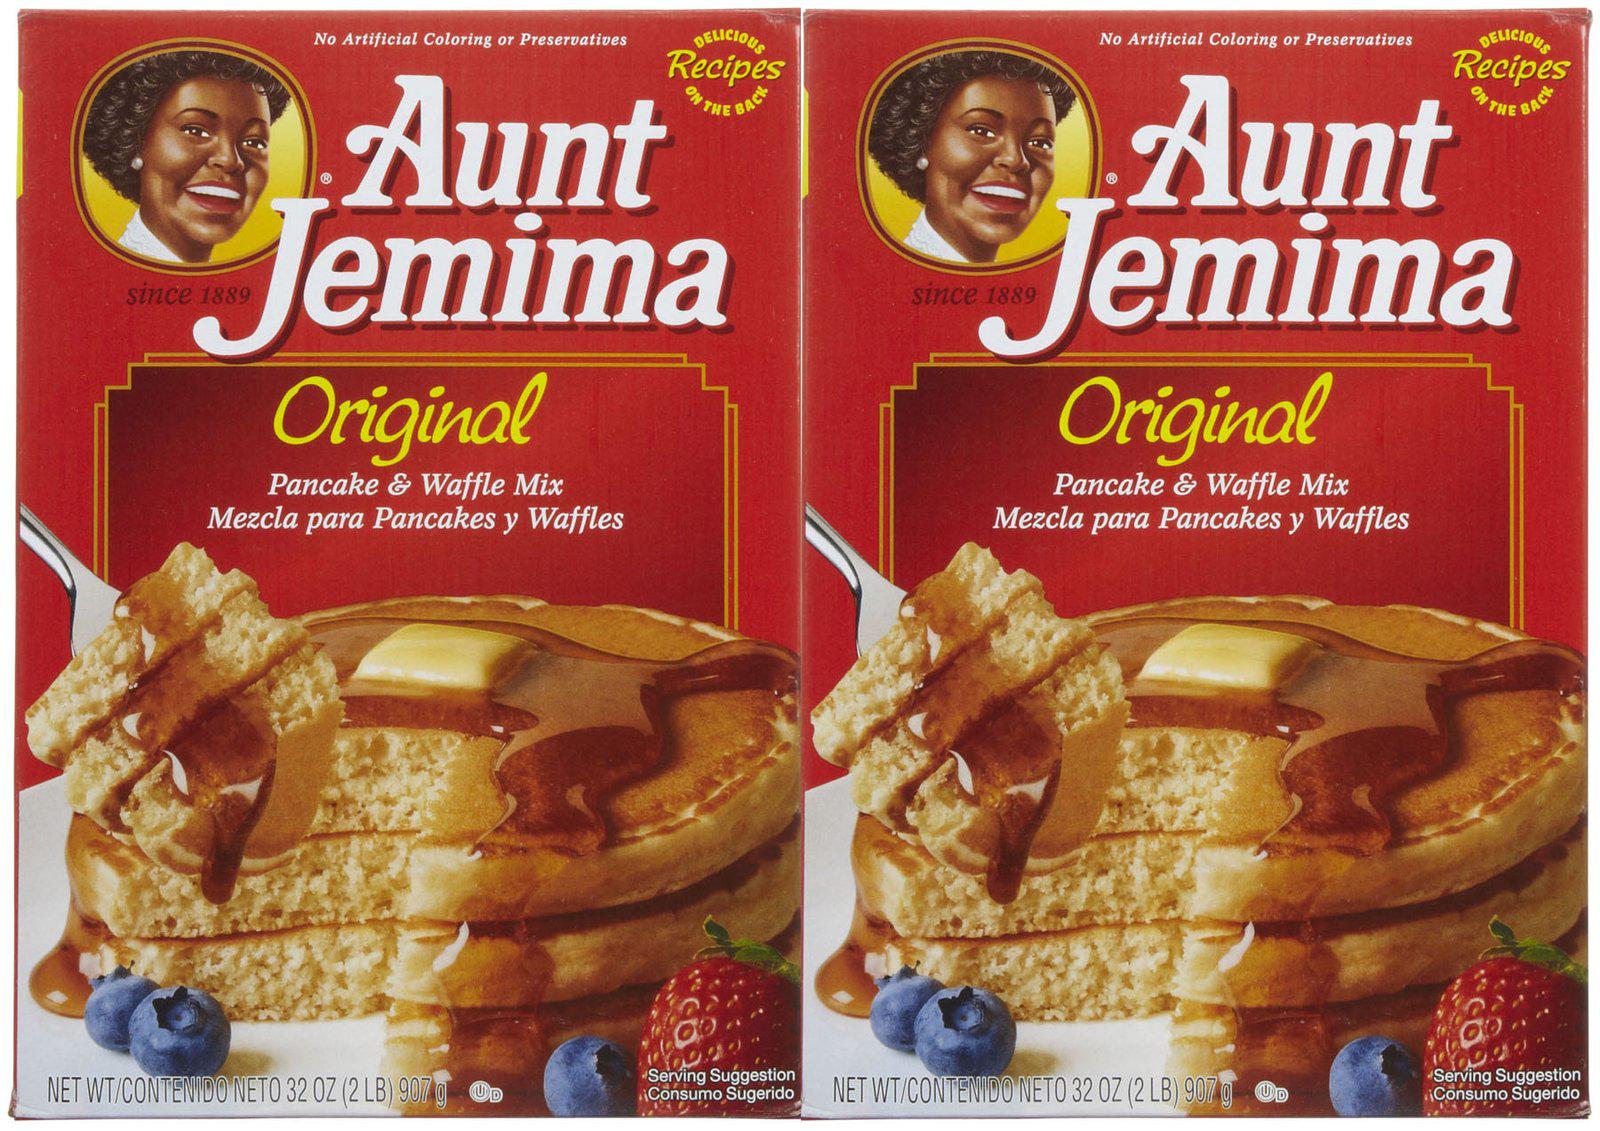 No Artificial Coloring or Preservatives
DELICIOUS
Recipes
ON THE BACK
Aunt
®
Jemima
since 1889
Original
Pancake & Waffle Mix
Mezcla para Pancakes y Waffles
NET WT/CONTENIDO NETO 32 OZ (2 LB) 907 g
UD
Serving Suggestion
Consumo Sugerido
No Artificial Coloring or Preservatives
DELICIOUS
Recipes
ON THE BACK
Aunt
®
Jemima
since 1889
Original
Pancake & Waffle Mix
Mezcla para Pancakes y Waffles
NET WT/CONTENIDO NETO 32 OZ (2 LB) 907 g
UD
Serving Suggestion
Consumo Sugerido